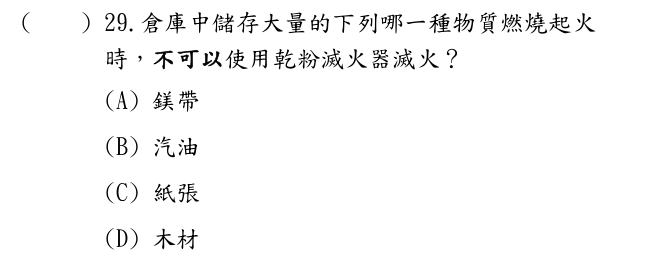 （　　）29.倉庫中儲存大量的下列哪一種物質燃燒起火
時，不可以使用乾粉滅火器滅火？
(A) 鎂帶
(B) 汽油
(C) 紙張
(D) 木材